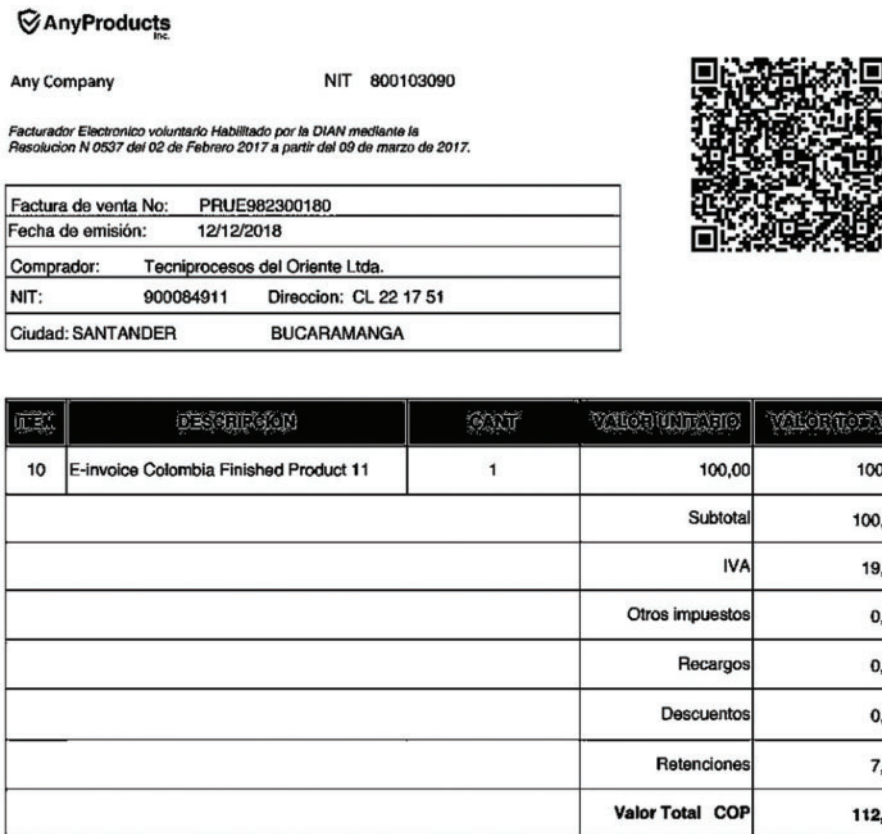 AnyProducts
Inc.
Any Company NIT 800103090
Facturador Electronico voluntario Habilitado por la DIAN mediante la
Resolucion N 0537 del 02 de Febrero 2017 a partir del 09 de marzo de 2017.
Factura de venta No: PRUE982300180
Fecha de emisión: 12/12/2018
Comprador: Tecniprocesos del Oriente Ltda.
NIT: 900084911 Direccion: CL 22 17 51
Ciudad: SANTANDER BUCARAMANGA
ITEM DESCRIPCION CANT VALOR UNITARIO VALOR TOTA
10 E-invoice Colombia Finished Product 11 1 100,00 100
Subtotal 100,
IVA 19,
Otros impuestos 0,
Recargos 0,
Descuentos 0,
Retenciones 7,
Valor Total COP 112,